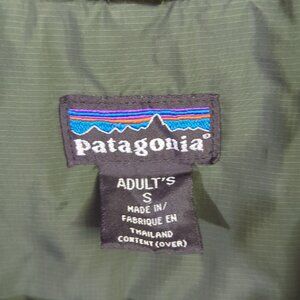 patagonia®
ADULT'S
S
MADE IN/
FABRIQUE EN
THAILAND
CONTENT (OVER)